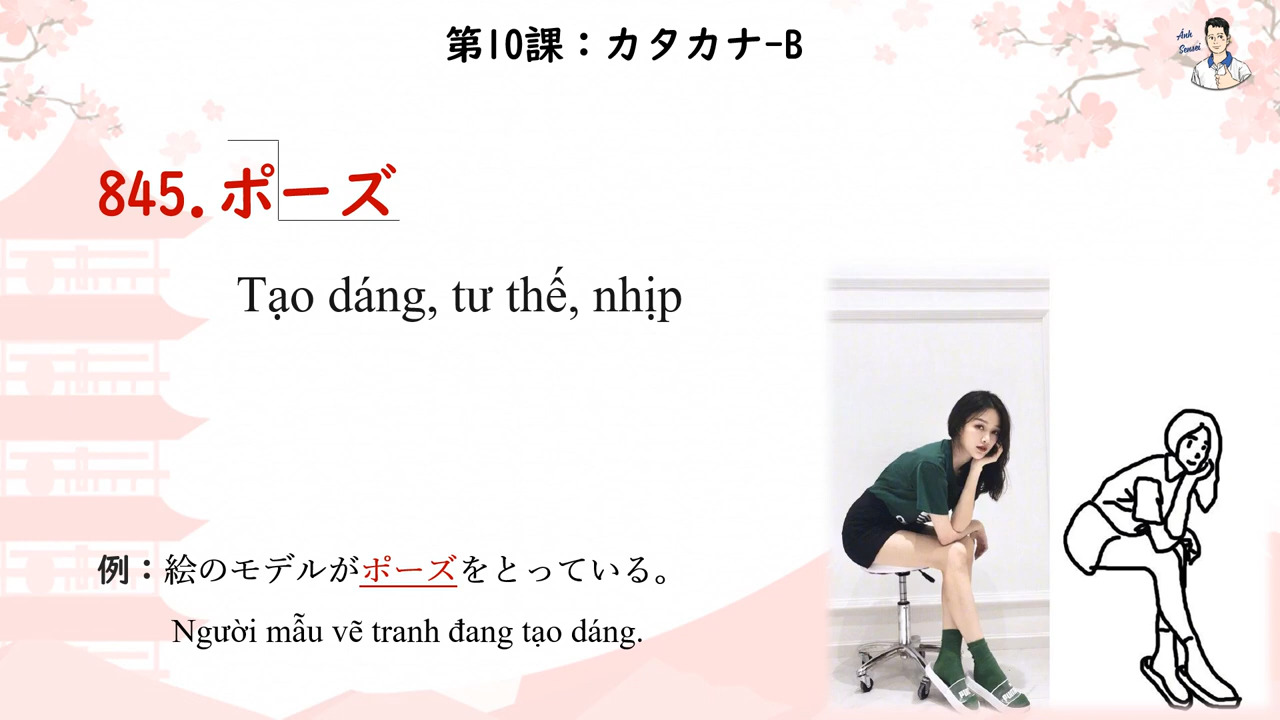 第10課：カタカナ-B
Anh
Sensei
845.ポーズ
Tạo dáng, tư thế, nhịp
例：絵のモデルがポーズをとっている。
Người mẫu vẽ tranh đang tạo dáng.